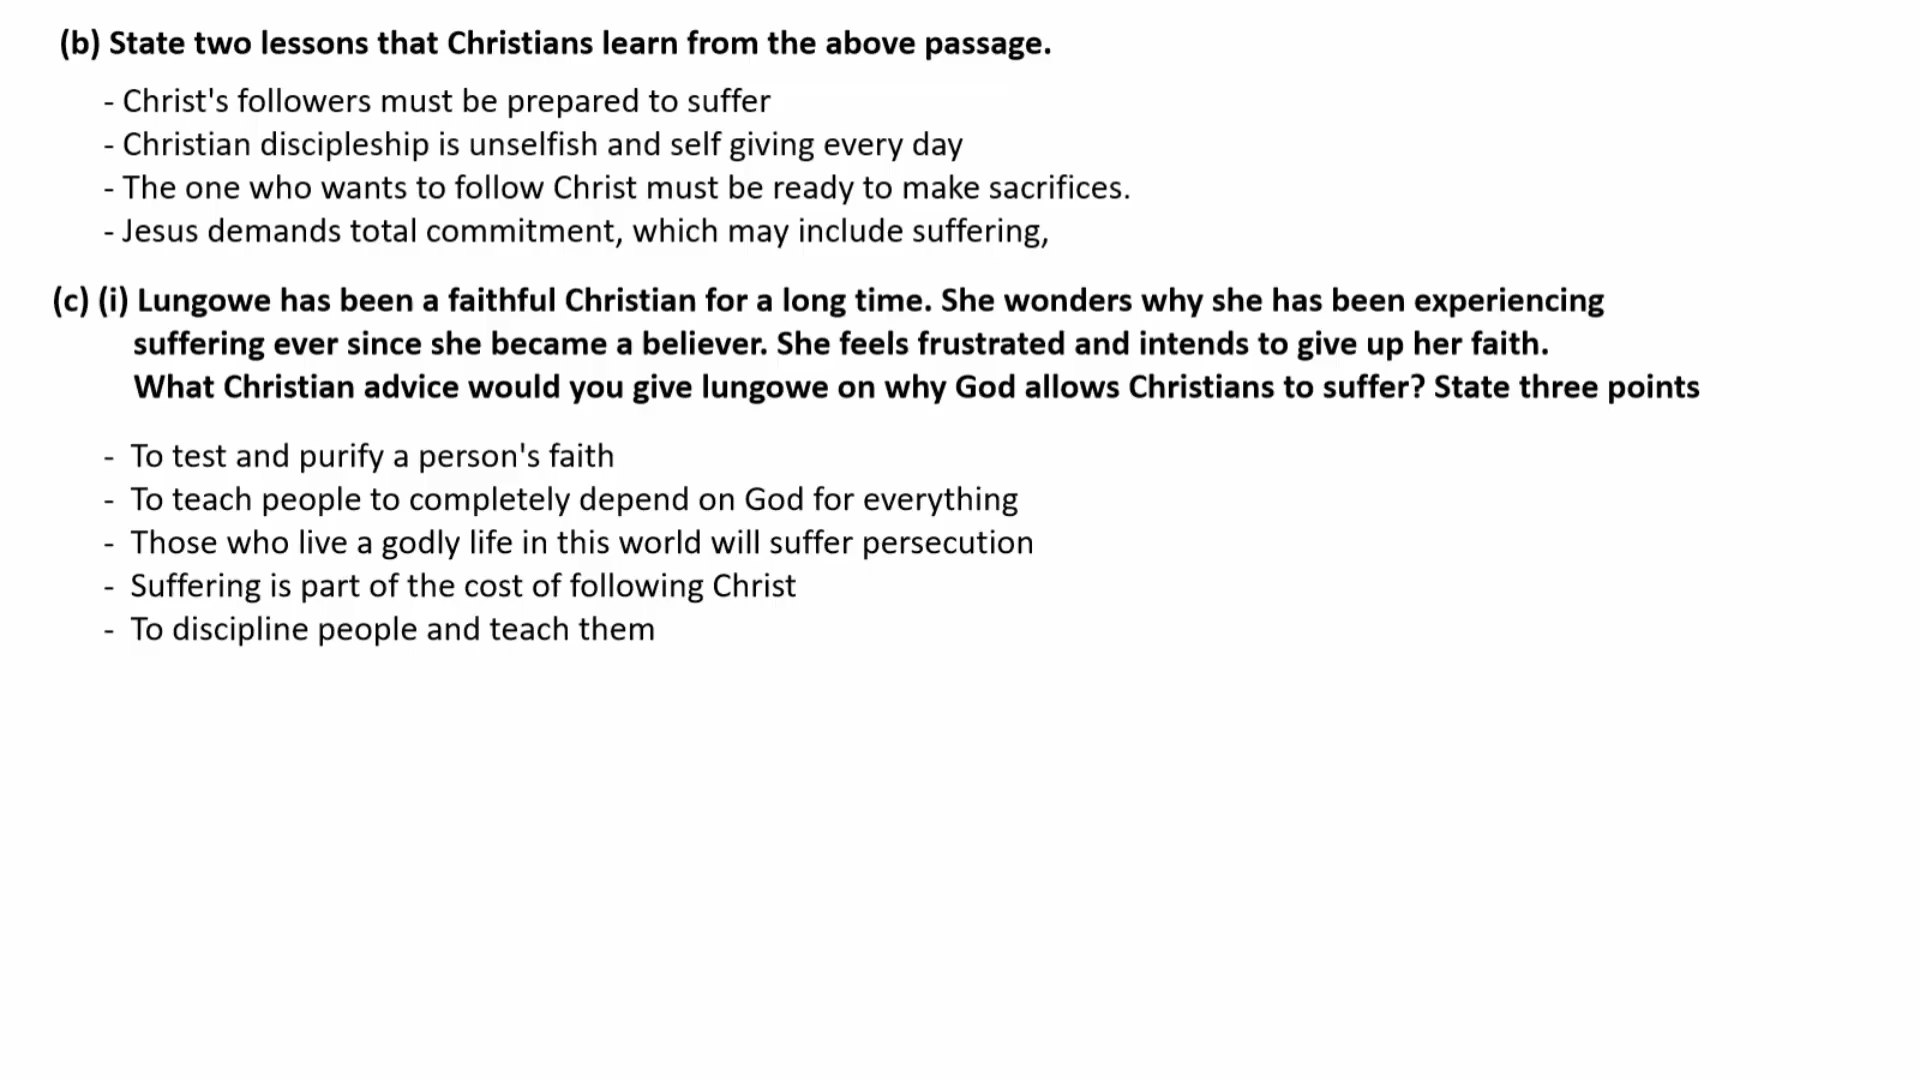 (b) State two lessons that Christians learn from the above passage.
- Christ's followers must be prepared to suffer
- Christian discipleship is unselfish and self giving every day
- The one who wants to follow Christ must be ready to make sacrifices.
- Jesus demands total commitment, which may include suffering,
(c) (i) Lungowe has been a faithful Christian for a long time. She wonders why she has been experiencing
suffering ever since she became a believer. She feels frustrated and intends to give up her faith.
What Christian advice would you give lungowe on why God allows Christians to suffer? State three points
- To test and purify a person's faith
- To teach people to completely depend on God for everything
- Those who live a godly life in this world will suffer persecution
- Suffering is part of the cost of following Christ
- To discipline people and teach them